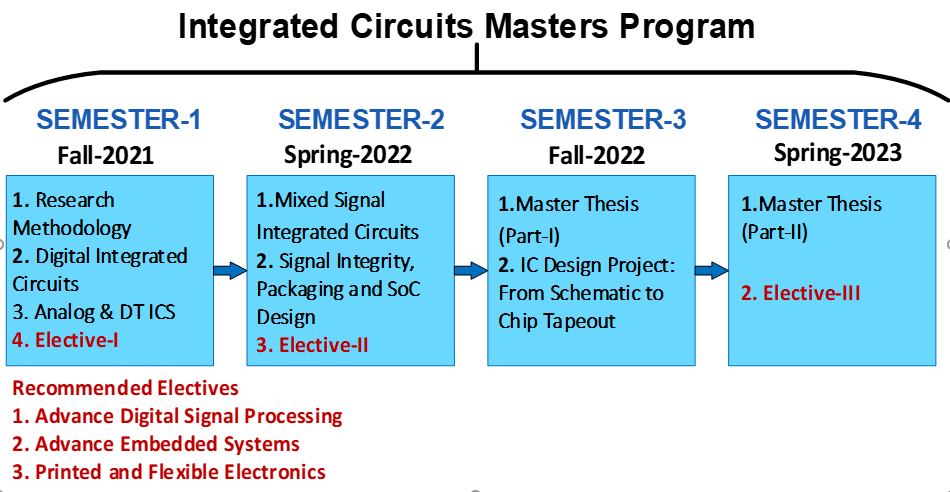 Integrated Circuits Masters Program
SEMESTER-1
Fall-2021
1. Research
Methodology
2. Digital Integrated
Circuits
3. Analog & DT ICS
4. Elective-I
SEMESTER-2
Spring-2022
1.Mixed Signal
Integrated Circuits
2. Signal Integrity,
Packaging and SoC
Design
3. Elective-II
SEMESTER-3
Fall-2022
1.Master Thesis
(Part-I)
2. IC Design Project:
From Schematic to
Chip Tapeout
SEMESTER-4
Spring-2023
1.Master Thesis
(Part-II)
2. Elective-III
Recommended Electives
1. Advance Digital Signal Processing
2. Advance Embedded Systems
3. Printed and Flexible Electronics